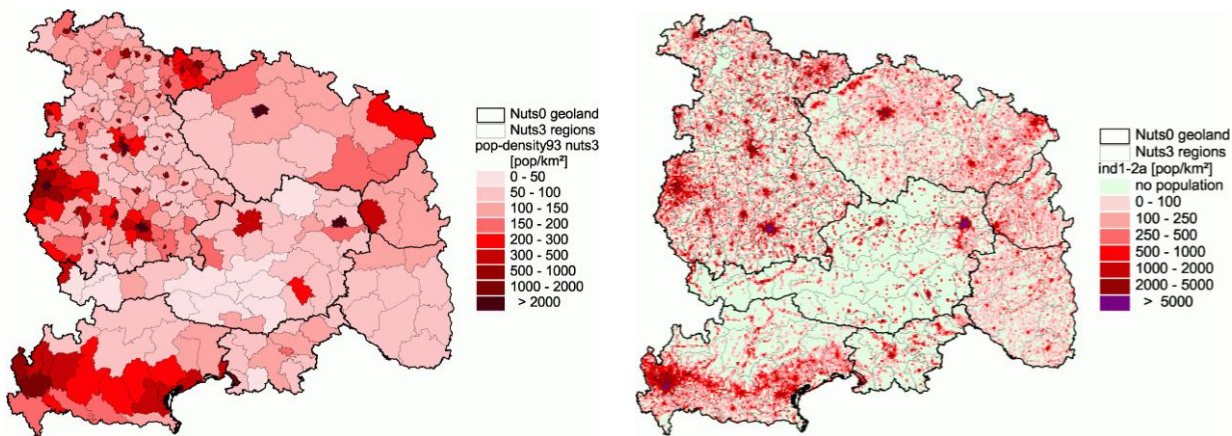 Nuts0 geoland
Nuts3 regions
pop-density93 nuts3
[pop/km²]
0 - 50
50 - 100
100 - 150
150 - 200
200 - 300
300 - 500
500 - 1000
1000 - 2000
> 2000
Nuts0 geoland
Nuts3 regions
ind1-2a [pop/km²]
no population
0 - 100
100 - 250
250 - 500
500 - 1000
1000 - 2000
2000 - 5000
> 5000